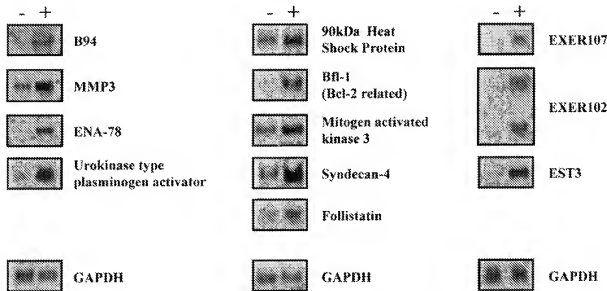 - +
B94
MMP3
ENA-78
Urokinase type
plasminogen activator
GAPDH
- +
90kDa Heat
Shock Protein
Bfl-1
(Bcl-2 related)
Mitogen activated
kinase 3
Syndecan-4
Follistatin
GAPDH
- +
EXER107
EXER102
EST3
GAPDH